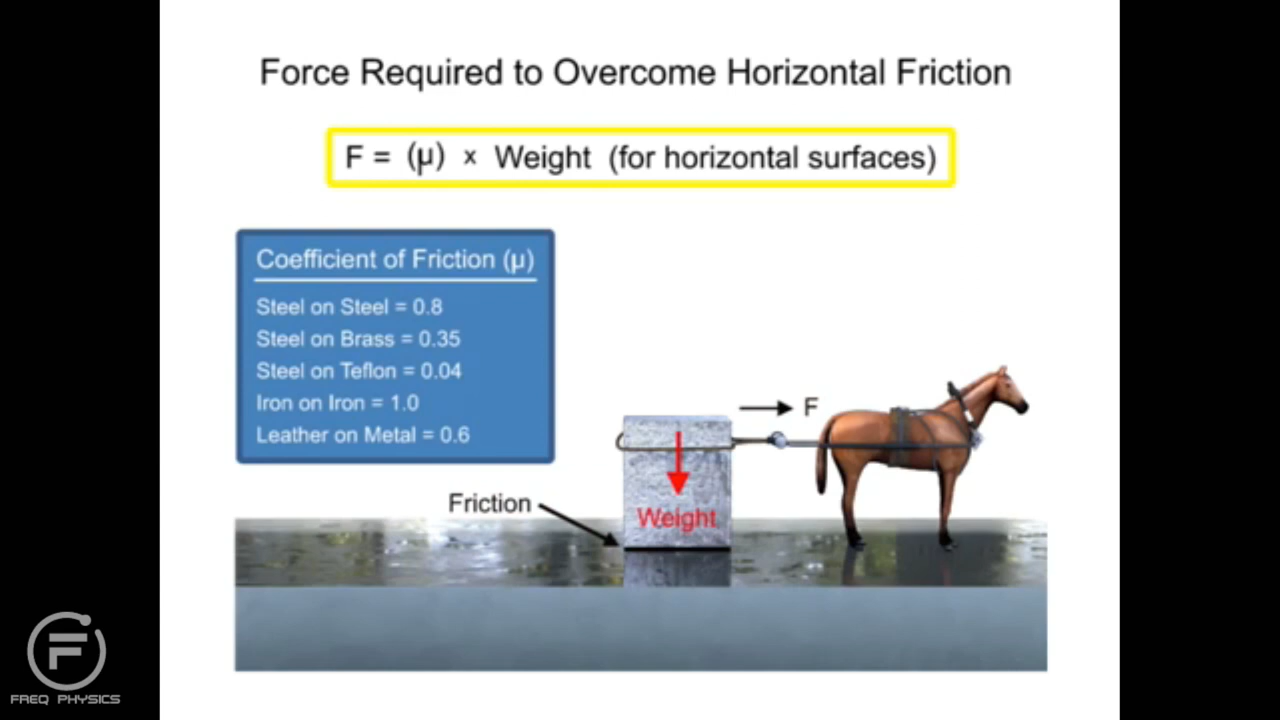 Force Required to Overcome Horizontal Friction
F = (μ) x Weight (for horizontal surfaces)
Coefficient of Friction (μ)
Steel on Steel = 0.8
Steel on Brass = 0.35
Steel on Teflon = 0.04
Iron on Iron = 1.0
Leather on Metal = 0.6
F
Friction
Weight
F
FREQ PHYSICS